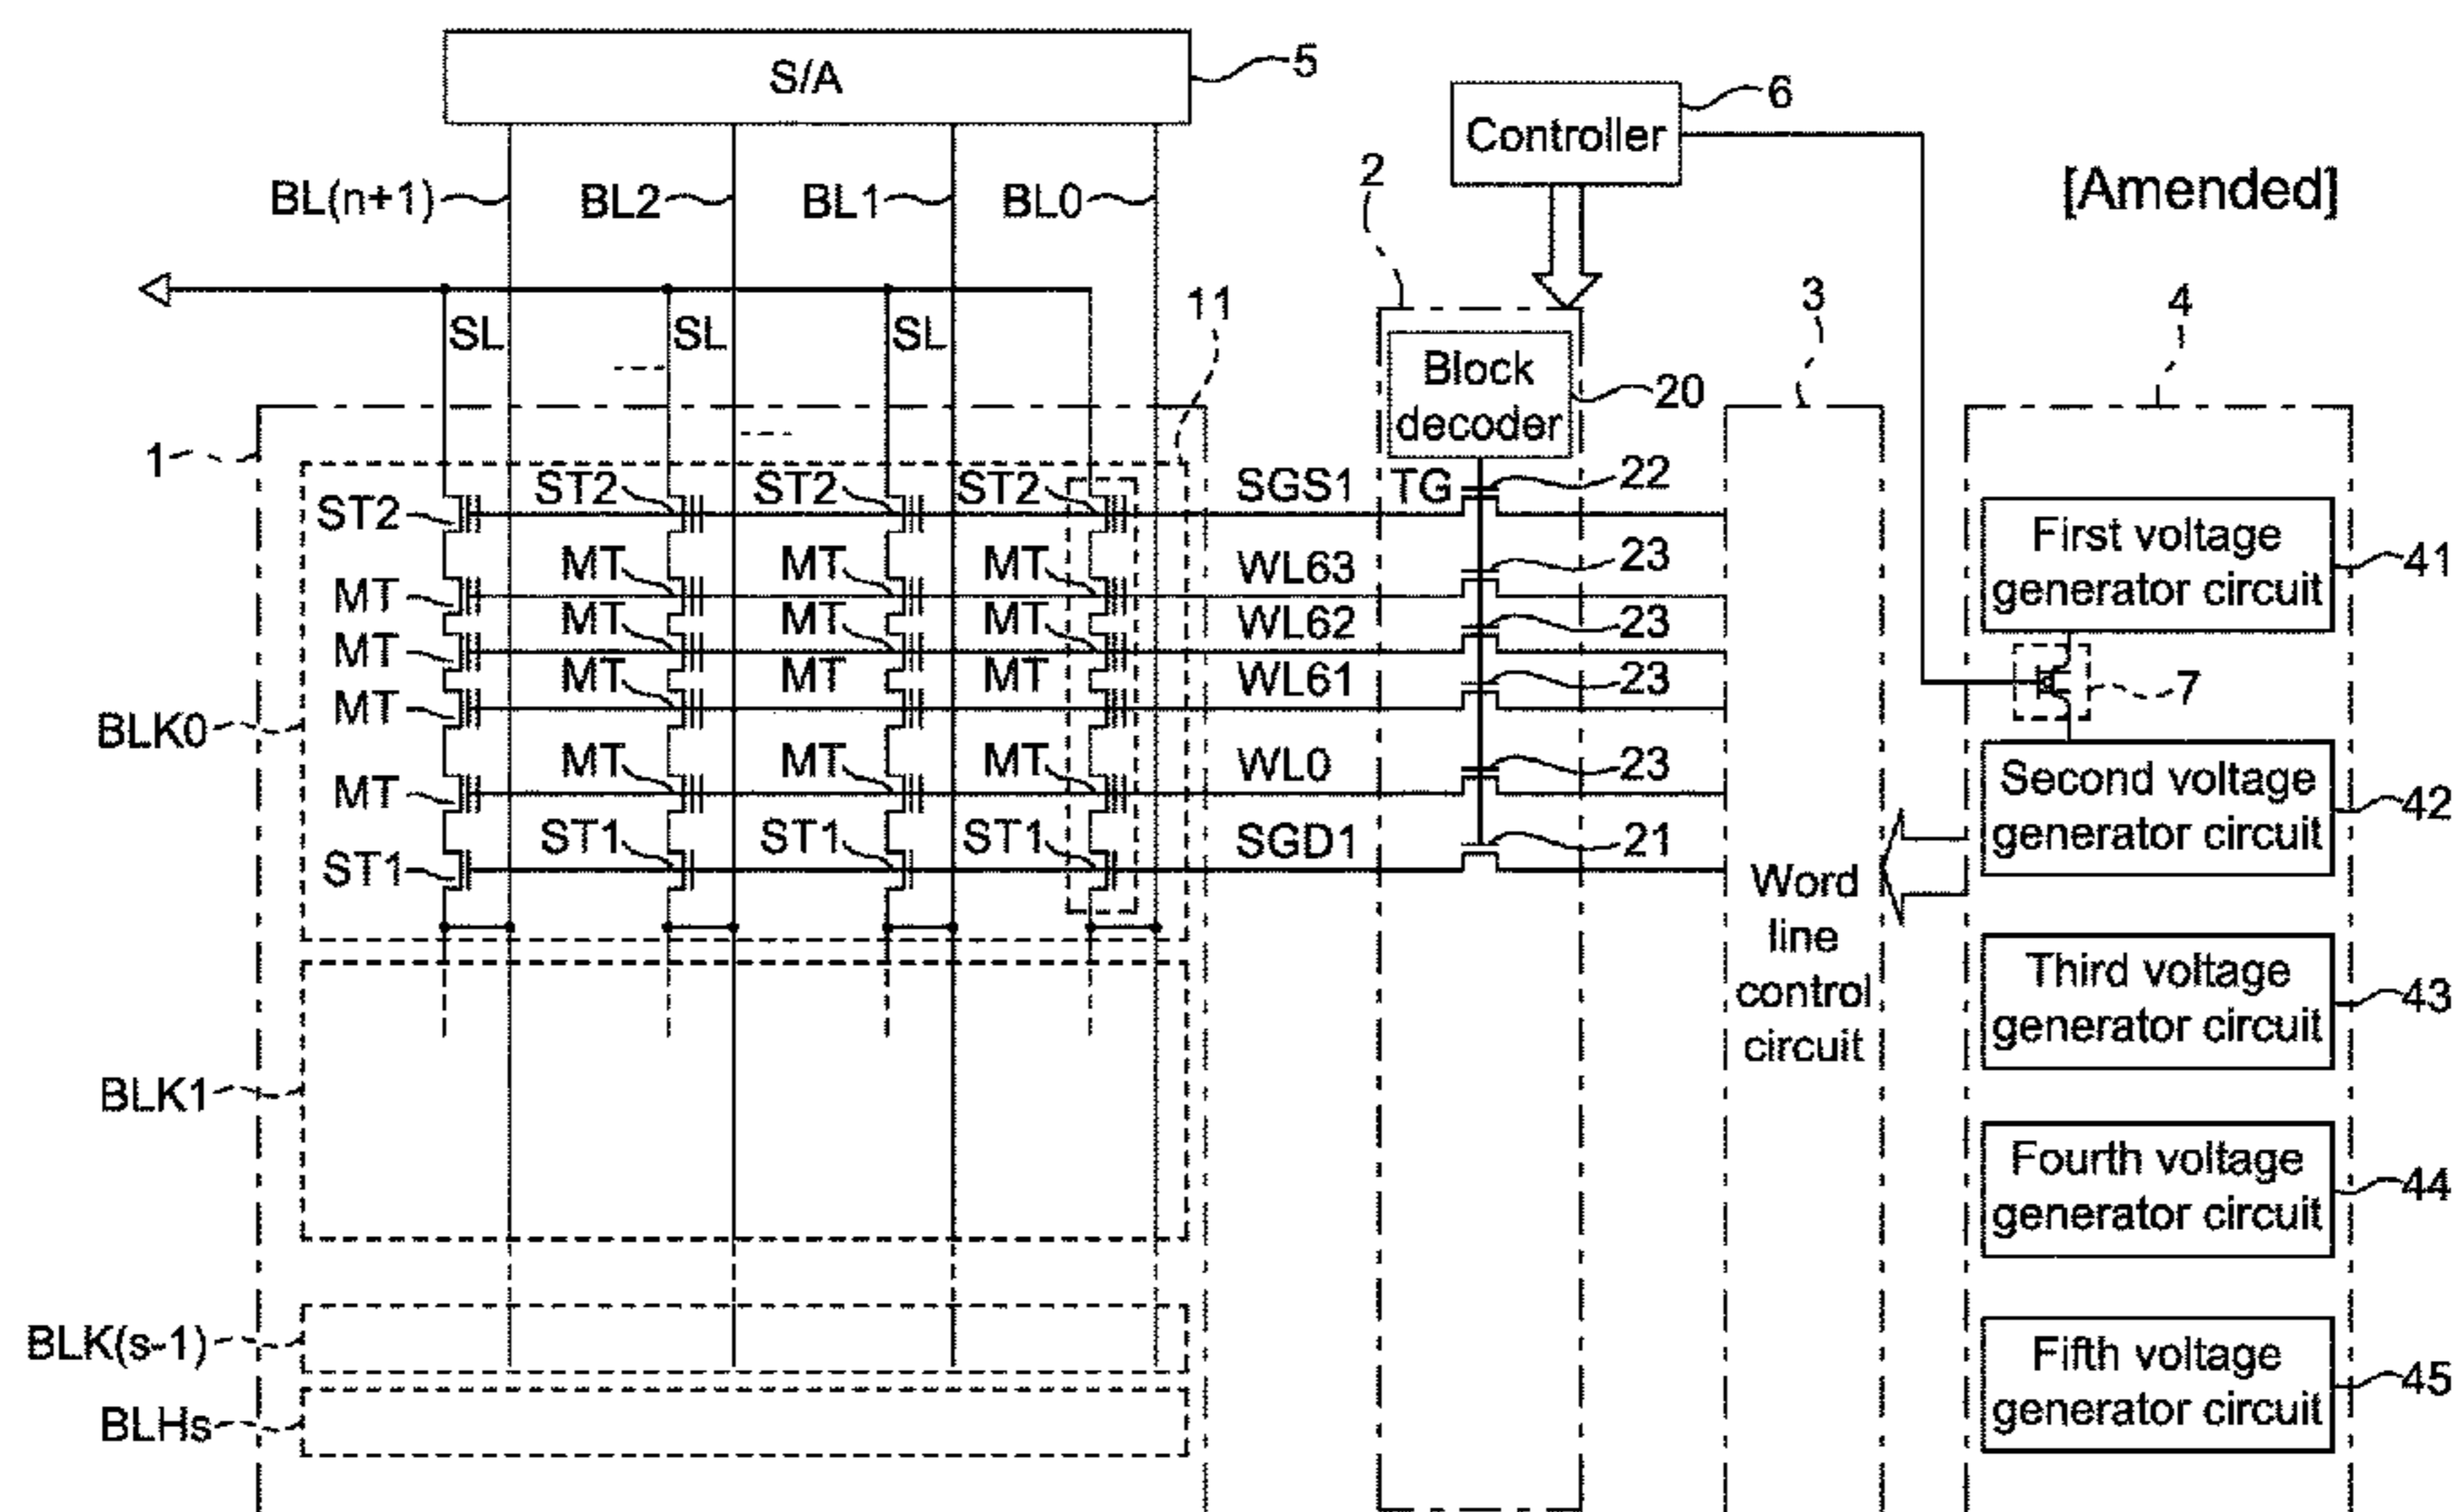 S/A
5
Controller
6
[Amended]
BL(n+1)
BL2
BL1
BL0
2
3
4
11
SL
SL
SL
Block
decoder
20
1
ST2
ST2
ST2
ST2
SGS1
TG
22
MT
MT
MT
MT
WL63
23
MT
MT
MT
MT
WL62
23
MT
MT
MT
MT
WL61
23
BLK0
MT
MT
MT
MT
WL0
23
ST1
ST1
ST1
ST1
SGD1
21
First voltage
generator circuit
41
7
Second voltage
generator circuit
42
Word
line
control
circuit
Third voltage
generator circuit
43
BLK1
Fourth voltage
generator circuit
44
BLK(s-1)
Fifth voltage
generator circuit
45
BLHs